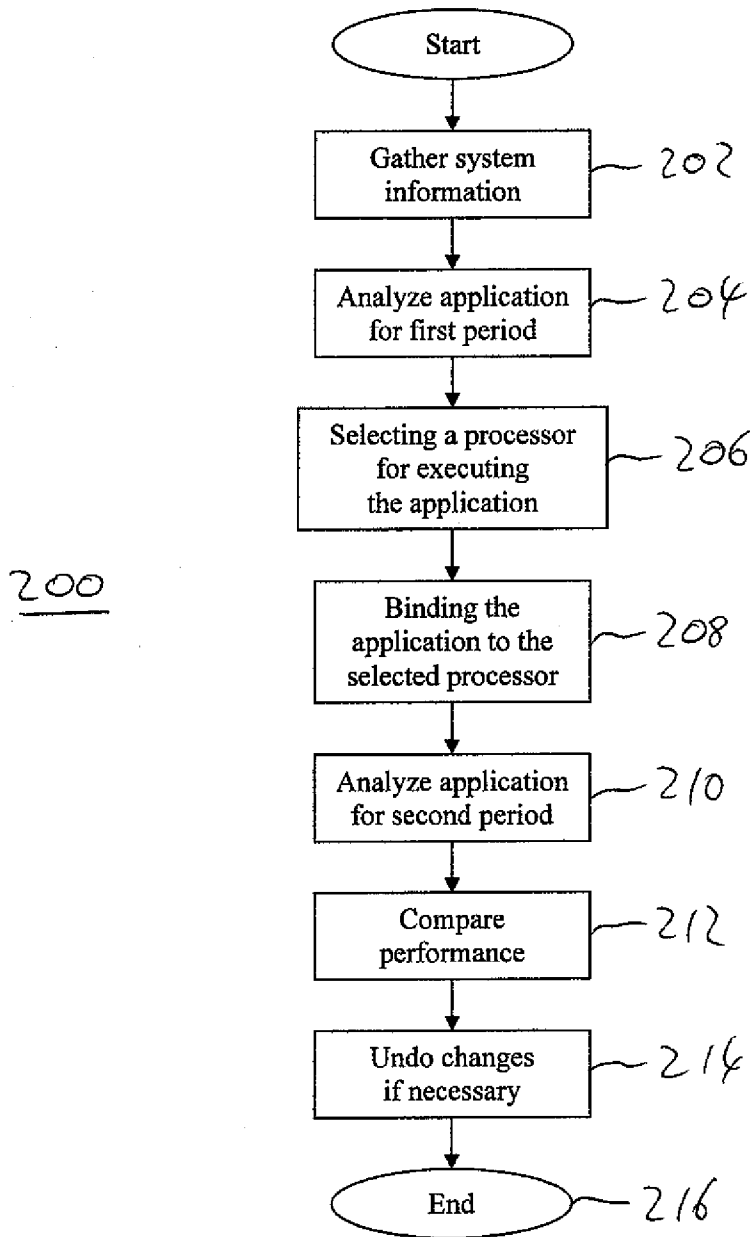 Start
Gather system
information
202
Analyze application
for first period
204
Selecting a processor
for executing
the application
206
200
Binding the
application to the
selected processor
208
Analyze application
for second period
210
Compare
performance
212
Undo changes
if necessary
214
End
216